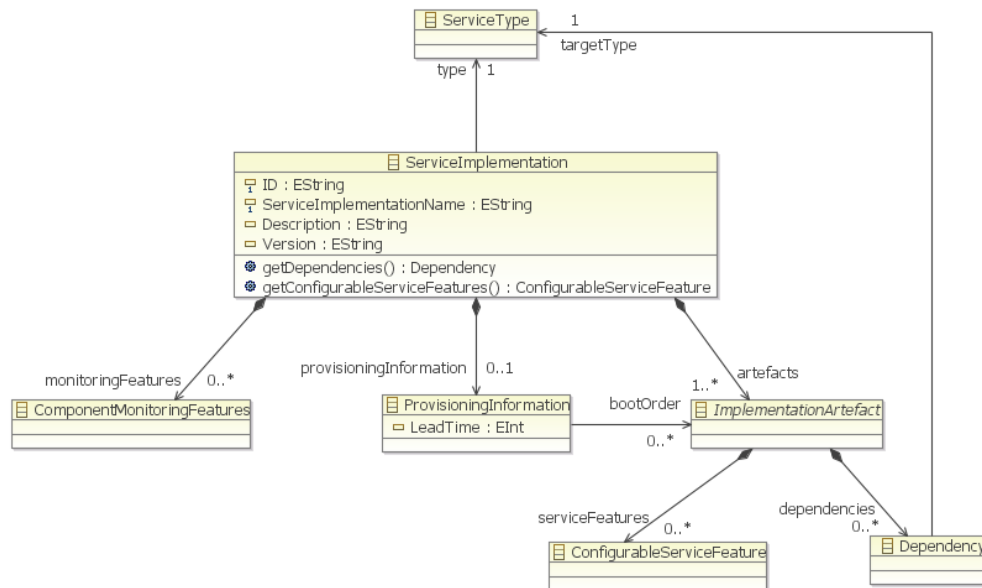 ServiceType
1
targetType
type 1
ServiceImplementation
ID : EString
ServiceImplementationName : EString
Description : EString
Version : EString
getDependencies() : Dependency
getConfigurableServiceFeatures() : ConfigurableServiceFeature
monitoringFeatures 0..*
provisioningInformation 0..1
artefacts
1..*
ComponentMonitoringFeatures
ProvisioningInformation
LeadTime : EInt
bootOrder
0..*
ImplementationArtefact
serviceFeatures
0..*
dependencies
0..*
ConfigurableServiceFeature
Dependency